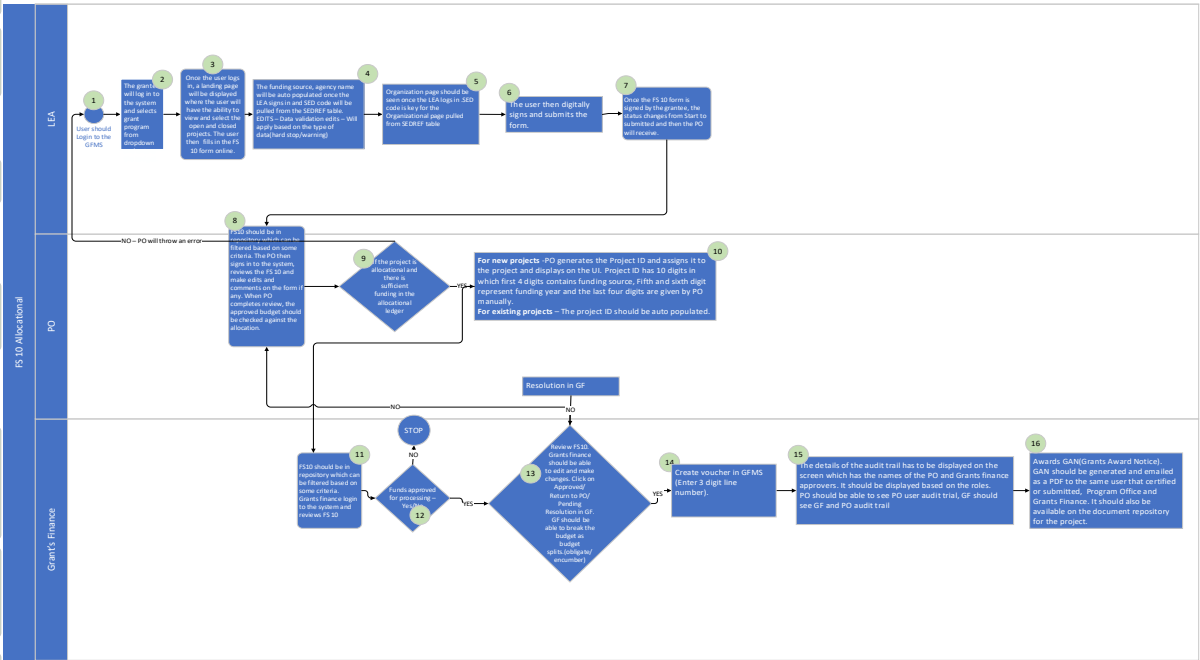 FS 10 Allocational
LEA
1
User should
Login to the
GFMS
2
The grantee
will log in to
the system
and selects
grant
program
from
dropdown
3
Once the user logs
in, a landing page
will be displayed
where the user will
have the ability to
view and select the
open and closed
projects. The user
then fills in the FS
10 form online.
4
The funding source, agency name
will be auto populated once the
LEA signs in and SED code will be
pulled from the SEDREF table.
EDITS – Data validation edits – Will
apply based on the type of
data(hard stop/warning)
5
Organization page should be
seen once the LEA logs in .SED
code is key for the
Organizational page pulled
from SEDREF table
6
The user then digitally
signs and submits the
form.
7
Once the FS 10 form is
signed by the grantee, the
status changes from Start to
submitted and then the PO
will receive.
PO
NO – PO will throw an error
8
FS10 should be in
repository which can be
filtered based on some
criteria. The PO then
signs in to the system,
reviews the FS 10 and
make edits and
comments on the form if
any. When PO
completes review, the
approved budget should
be checked against the
allocation.
9
If the project is
allocational and
there is
sufficient
funding in the
allocational
ledger
YES
10
For new projects -PO generates the Project ID and assigns it to
the project and displays on the UI. Project ID has 10 digits in
which first 4 digits contains funding source, Fifth and sixth digit
represent funding year and the last four digits are given by PO
manually.
For existing projects – The project ID should be auto populated.
Resolution in GF
NO
NO
Grant's Finance
11
FS10 should be in
repository which can
be filtered based on
some criteria.
Grants finance login
to the system and
reviews FS 10
STOP
NO
12
Funds approved
for processing –
Yes/No
YES
13
Review FS10.
Grants finance
should be able
to edit and make
changes. Click on
Approved/
Return to PO/
Pending
Resolution in GF.
GF should be
able to break the
budget as
budget
splits.(obligate/
encumber)
YES
14
Create voucher in GFMS
(Enter 3 digit line
number).
15
The details of the audit trail has to be displayed on the
screen which has the names of the PO and Grants finance
approvers. It should be displayed based on the roles.
PO should be able to see PO user audit trial, GF should
see GF and PO audit trail
16
Awards GAN(Grants Award Notice).
GAN should be generated and emailed
as a PDF to the same user that certified
or submitted, Program Office and
Grants Finance. It should also be
available on the document repository
for the project.